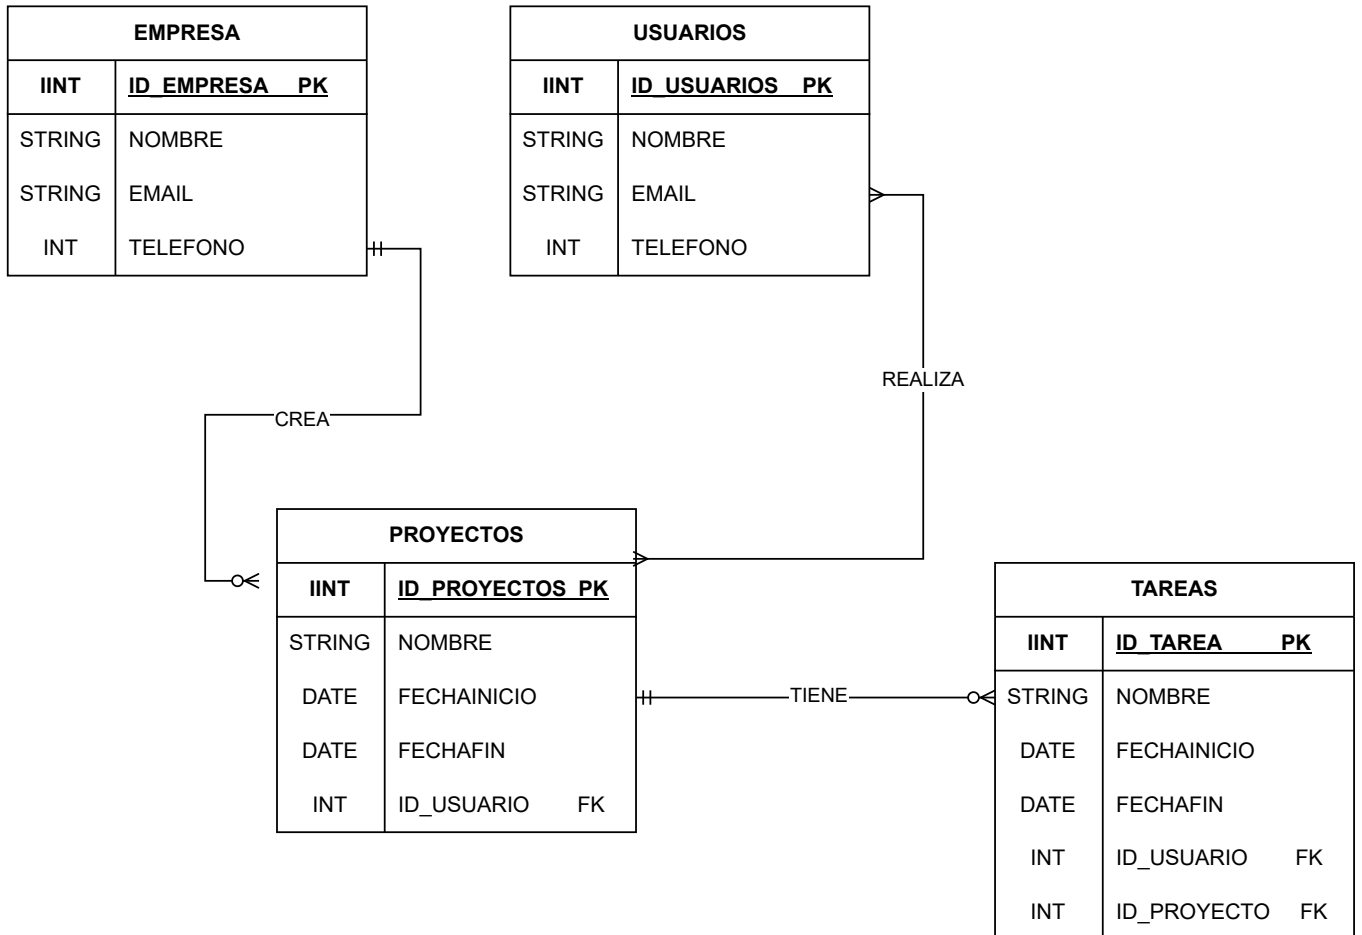 EMPRESA
IINT ID_EMPRESA PK
STRING NOMBRE
STRING EMAIL
INT TELEFONO
USUARIOS
IINT ID_USUARIOS PK
STRING NOMBRE
STRING EMAIL
INT TELEFONO
REALIZA
CREA
PROYECTOS
IINT ID_PROYECTOS PK
STRING NOMBRE
DATE FECHAINICIO
DATE FECHAFIN
INT ID_USUARIO FK
TIENE
TAREAS
IINT ID_TAREA PK
STRING NOMBRE
DATE FECHAINICIO
DATE FECHAFIN
INT ID_USUARIO FK
INT ID_PROYECTO FK